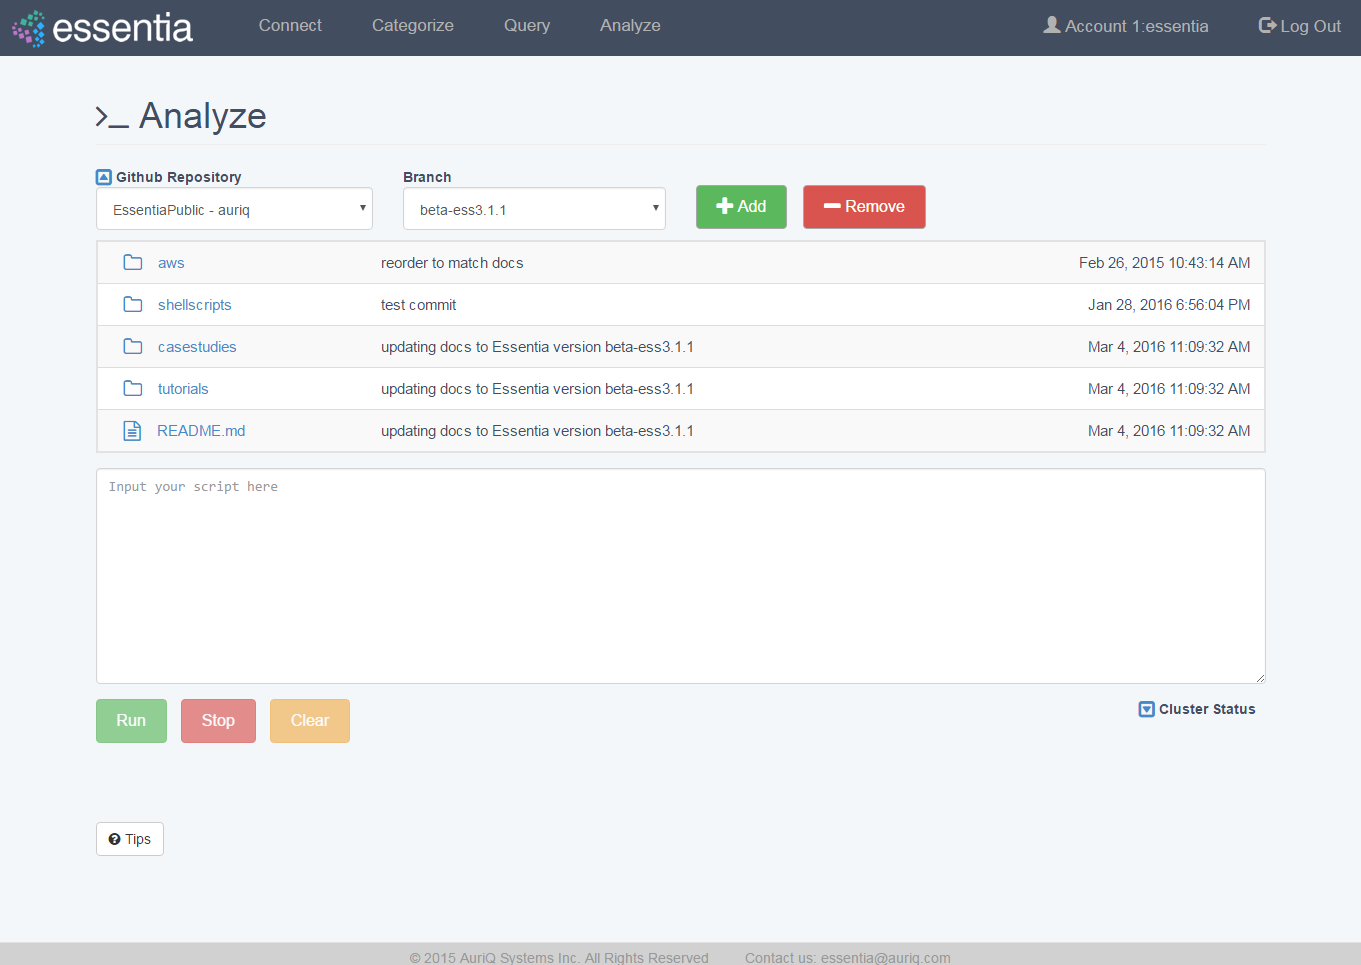 essentia Connect Categorize Query Analyze Account 1:essentia Log Out
>_ Analyze
Github Repository Branch
EssentiaPublic - auriq beta-ess3.1.1 Add Remove
aws reorder to match docs Feb 26, 2015 10:43:14 AM
shellscripts test commit Jan 28, 2016 6:56:04 PM
casestudies updating docs to Essentia version beta-ess3.1.1 Mar 4, 2016 11:09:32 AM
tutorials updating docs to Essentia version beta-ess3.1.1 Mar 4, 2016 11:09:32 AM
README.md updating docs to Essentia version beta-ess3.1.1 Mar 4, 2016 11:09:32 AM
Input your script here
Run Stop Clear Cluster Status
Tips
© 2015 AuriQ Systems Inc. All Rights Reserved Contact us: essentia@auriq.com